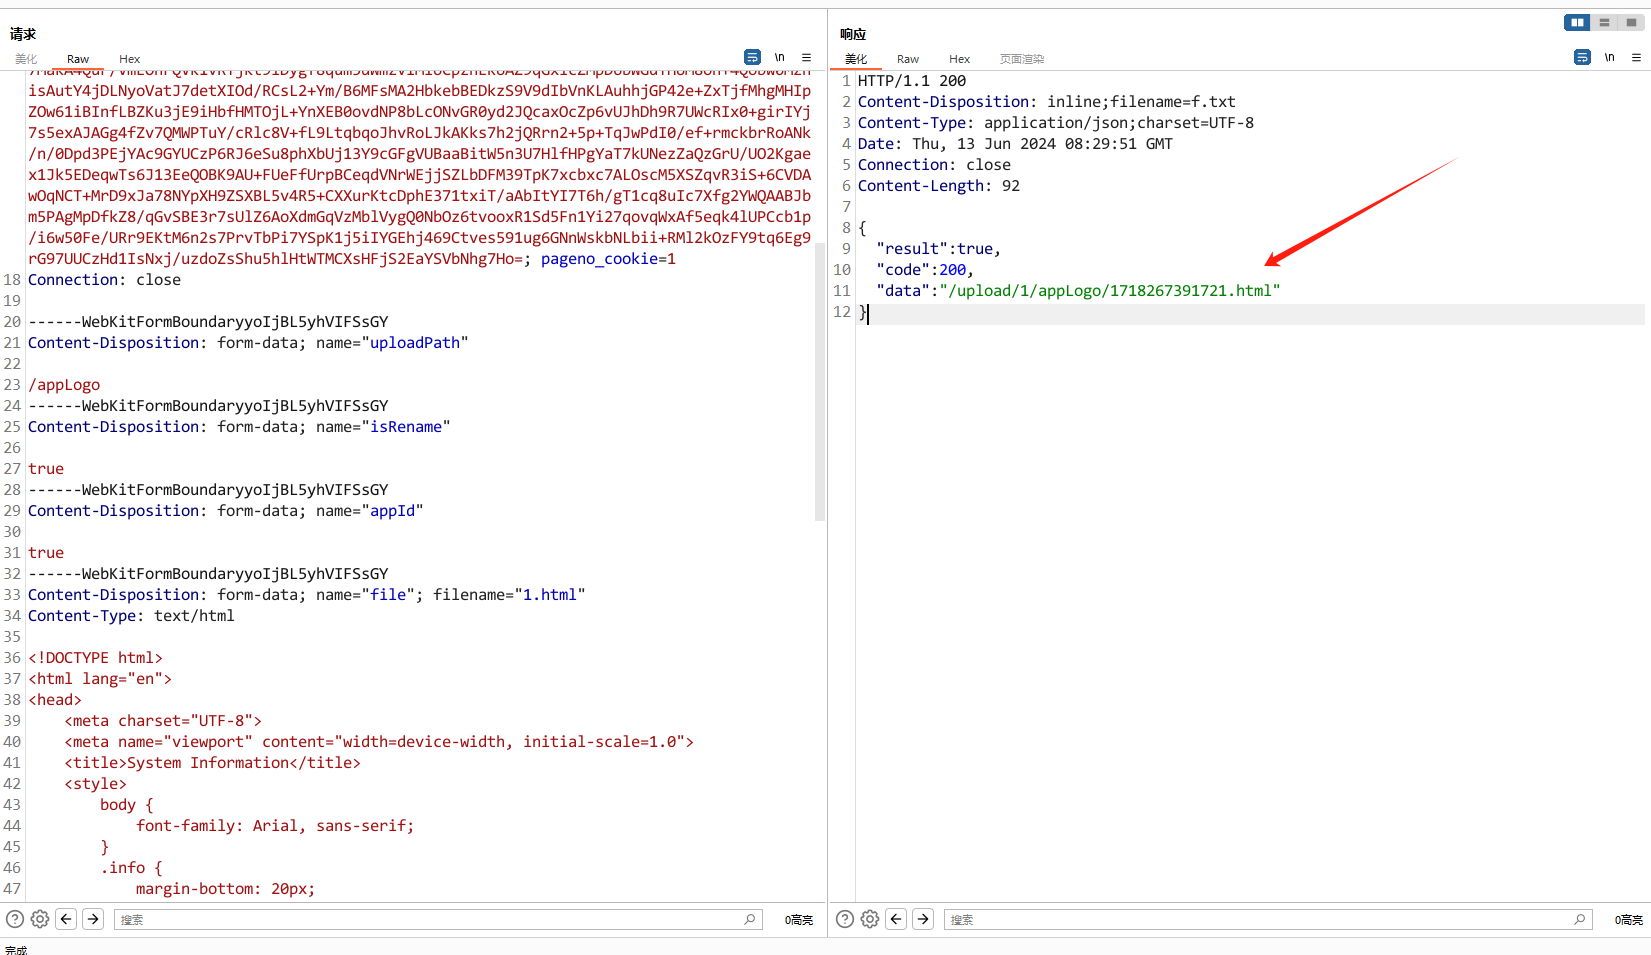 请求
美化 Raw Hex \n
isAutY4jDLNyoVatJ7detXIOd/RCsL2+Ym/B6MFsMA2HbkebBEDkzS9V9dIbVnKLAuhhjGP42e+ZxTjfMhgMHIp
ZOw61iBInfLBZKu3jE9iHbfHMTOjL+YnXEB0ovdNP8bLcONvGR0yd2JQcaxOcZp6vUJhDh9R7UWcRIx0+girIYj
7s5exAJAGg4fZv7QMWPTuY/cRlc8V+fL9LtqbqoJhvRoLJkAKks7h2jQRrn2+5p+TqJwPdI0/ef+rmckbrRoANk
/n/0Dpd3PEjYAc9GYUCzP6RJ6eSu8phXbUj13Y9cGFgVUBaaBitW5n3U7HlfHPgYaT7kUNezZaQzGrU/UO2Kgae
x1Jk5EDeqwTs6J13EeQOBK9AU+FUeFfUrpBCeqdVNrWEjjSZLbDFM39TpK7xcbxc7ALOscM5XSZqvR3iS+6CVDA
wOqNCT+MrD9xJa78NYpXH9ZSXBL5v4R5+CXXurKtcDphE371txiT/aAbItYI7T6h/gT1cq8uIc7Xfg2YWQAABJb
m5PAgMpDfkZ8/qGvSBE3r7sUlZ6AoXdmGqVzMblVygQ0NbOz6tvooxR1Sd5Fn1Yi27qovqWxAf5eqk4lUPCcb1p
/i6w50Fe/URr9EKtM6n2s7PrvTbPi7YSpK1j5iIYGEhj469Ctves591ug6GNnWskbNLbii+RMl2kOzFY9tq6Eg9
rG97UUCzHd1IsNxj/uzdoZsShu5hlHtWTMCXsHFjS2EaYSVbNhg7Ho=; pageno_cookie=1
18 Connection: close
19
20 ------WebKitFormBoundaryyoIjBL5yhVIFSsGY
21 Content-Disposition: form-data; name="uploadPath"
22
23 /appLogo
24 ------WebKitFormBoundaryyoIjBL5yhVIFSsGY
25 Content-Disposition: form-data; name="isRename"
26
27 true
28 ------WebKitFormBoundaryyoIjBL5yhVIFSsGY
29 Content-Disposition: form-data; name="appId"
30
31 true
32 ------WebKitFormBoundaryyoIjBL5yhVIFSsGY
33 Content-Disposition: form-data; name="file"; filename="1.html"
34 Content-Type: text/html
35
36 <!DOCTYPE html>
37 <html lang="en">
38 <head>
39 <meta charset="UTF-8">
40 <meta name="viewport" content="width=device-width, initial-scale=1.0">
41 <title>System Information</title>
42 <style>
43 body {
44 font-family: Arial, sans-serif;
45 }
46 .info {
47 margin-bottom: 20px;
搜索 0高亮
完成
响应
美化 Raw Hex 页面渲染 \n
1 HTTP/1.1 200
2 Content-Disposition: inline;filename=f.txt
3 Content-Type: application/json;charset=UTF-8
4 Date: Thu, 13 Jun 2024 08:29:51 GMT
5 Connection: close
6 Content-Length: 92
7
8 {
9 "result":true,
10 "code":200,
11 "data":"/upload/1/appLogo/1718267391721.html"
12 }
搜索 0高亮